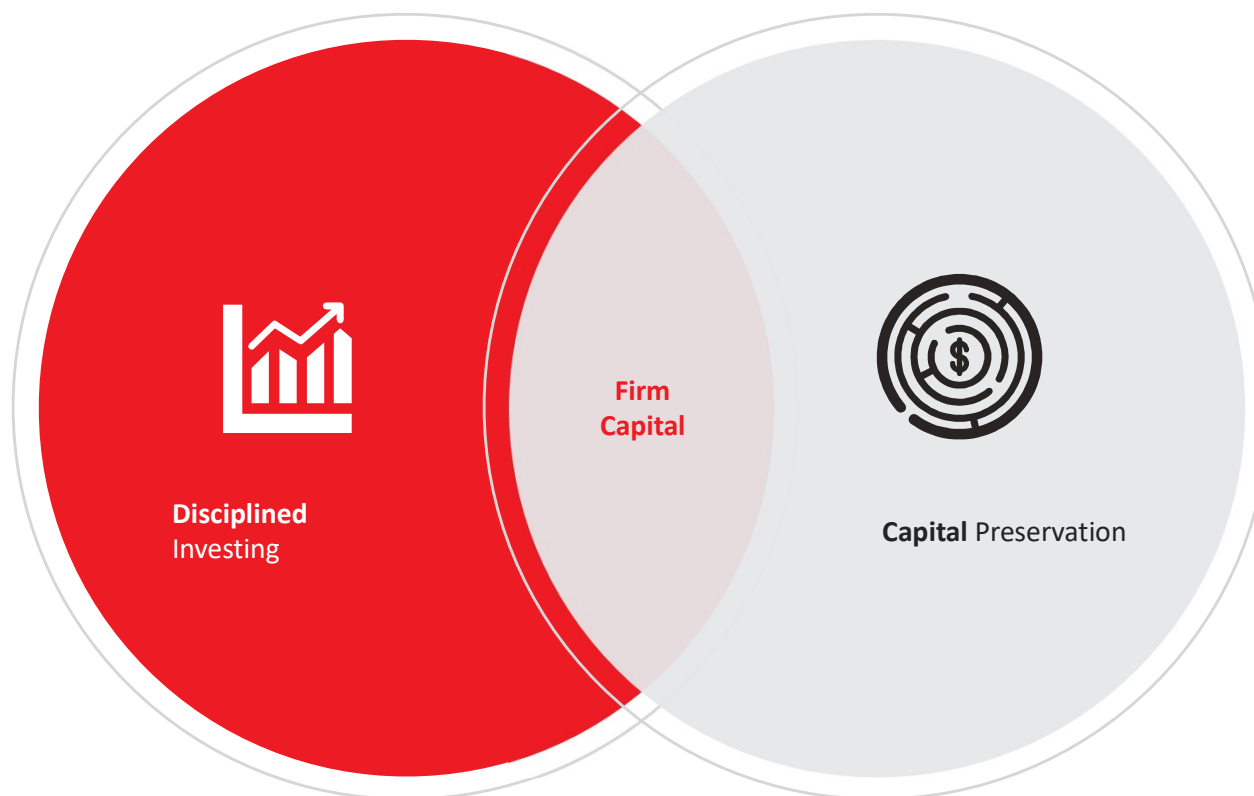 Disciplined
Investing
Firm
Capital
$
Capital Preservation